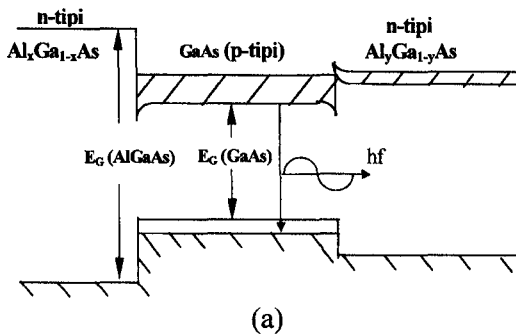 n-tipi
AlxGa1-xAs
GaAs (p-tipi)
n-tipi
AlyGa1-yAs
EG (AlGaAs)
EG (GaAs)
hf
(a)